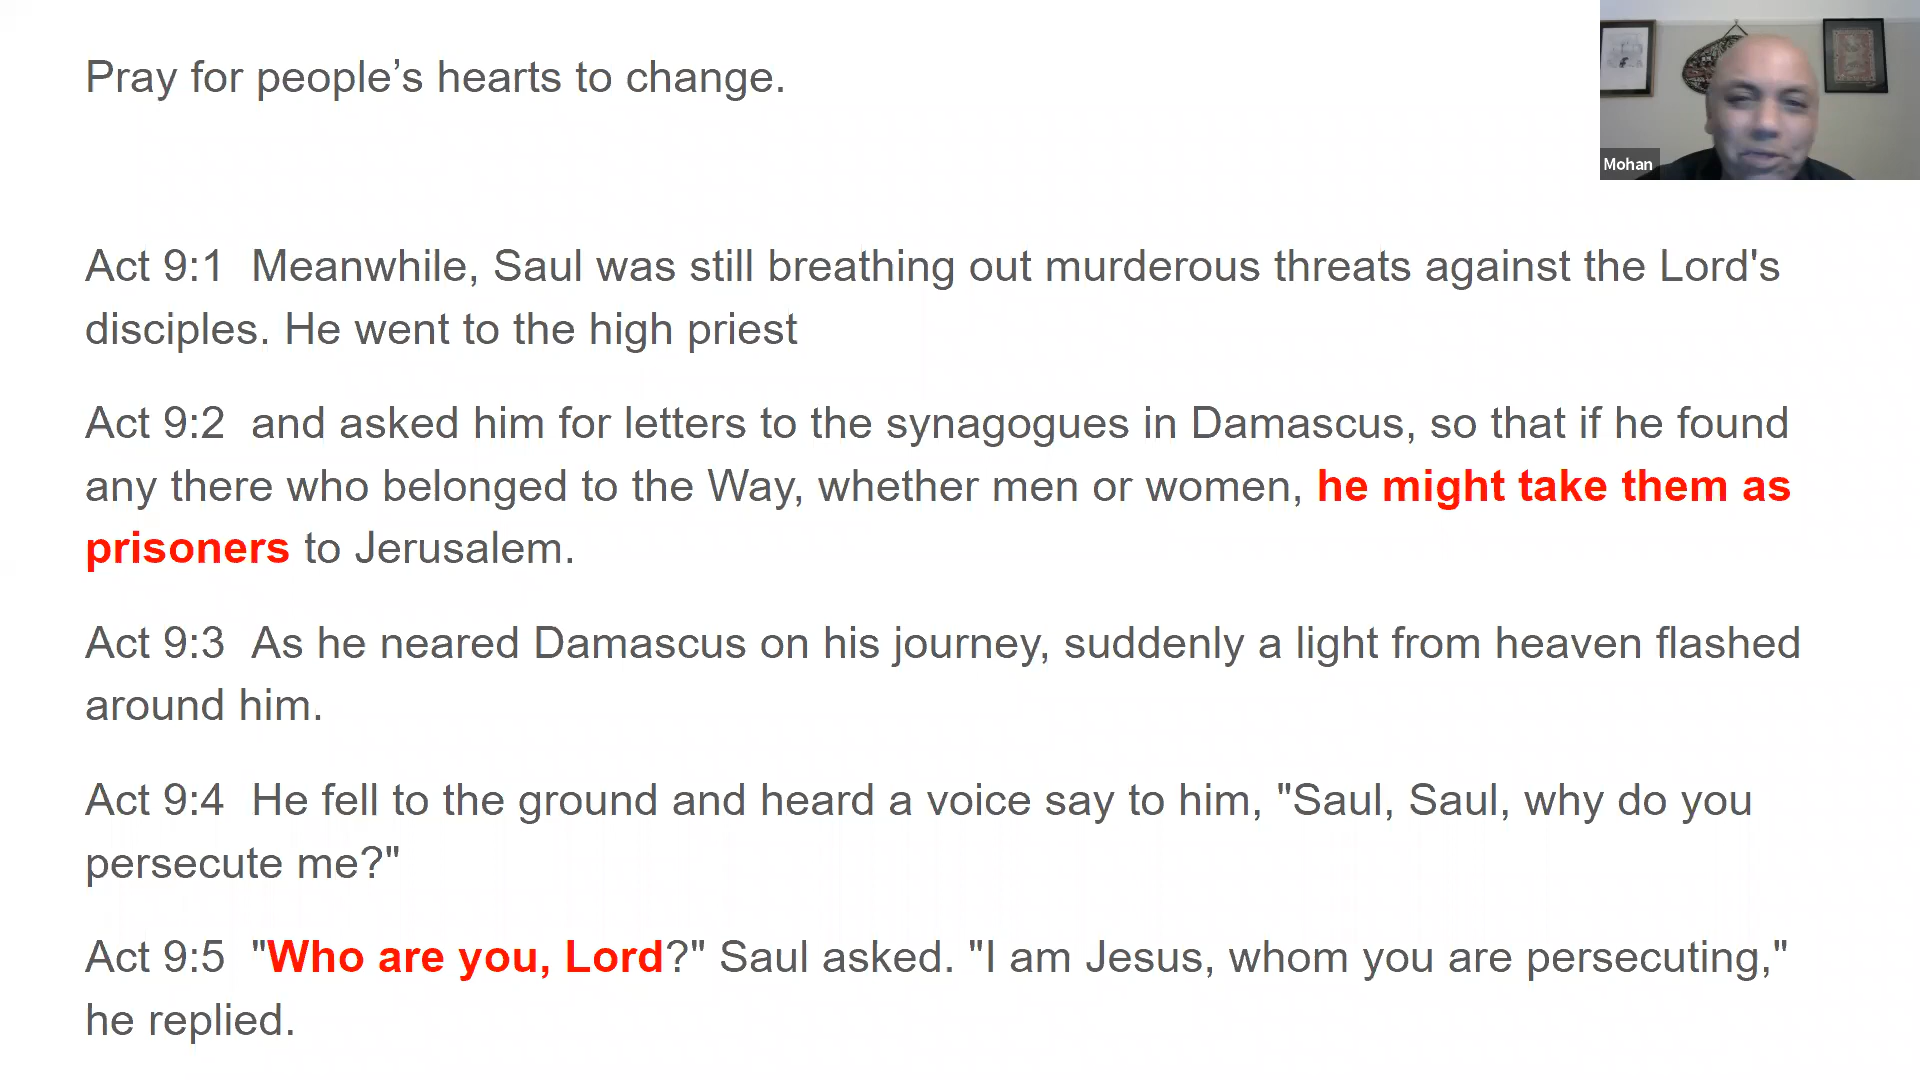 Pray for people’s hearts to change.
Mohan
Act 9:1  Meanwhile, Saul was still breathing out murderous threats against the Lord's
disciples. He went to the high priest
Act 9:2  and asked him for letters to the synagogues in Damascus, so that if he found
any there who belonged to the Way, whether men or women, he might take them as
prisoners to Jerusalem.
Act 9:3  As he neared Damascus on his journey, suddenly a light from heaven flashed
around him.
Act 9:4  He fell to the ground and heard a voice say to him, "Saul, Saul, why do you
persecute me?"
Act 9:5  "Who are you, Lord?" Saul asked. "I am Jesus, whom you are persecuting,"
he replied.